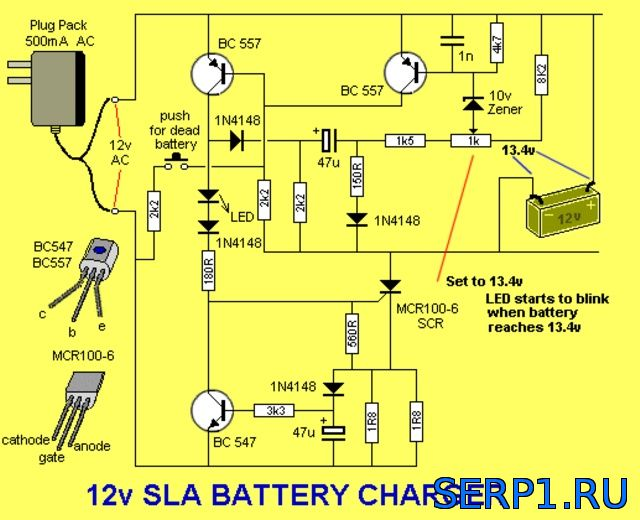 Plug Pack
500mA AC
BC 557
BC 557
1n
4k7
8K2
10v
Zener
push
for dead
battery
1N4148
+
47u
1k5
1k
13.4v
12v
AC
150R
2k2
LED
2k2
2k2
1N4148
12v
- +
1N4148
BC547
BC557
180R
c
b
e
Set to 13.4v
LED starts to blink
when battery
reaches 13.4v
MCR100-6
SCR
560R
MCR100-6
1N4148
3k3
+
47u
1R8
1R8
BC 547
cathode
gate
anode
12v SLA BATTERY CHARGE
SERP1.RU